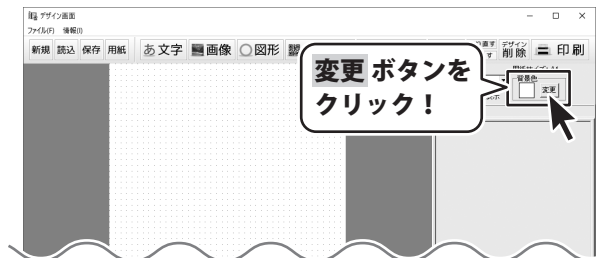 デザイン画面
ファイル(F) 情報(I)
新規 読込 保存 用紙 あ文字 画像 図形 デザイン 削除 印刷
変更 ボタンを
クリック！
背景色
変更